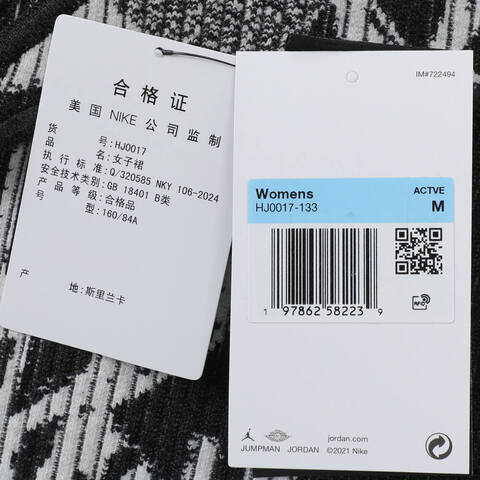 合格证
美国 NIKE 公司监制
货 号:HJ0017
品 名:女子裙
执行标准:Q/320585 NKY 106-2024
安全技术类别:GB 18401 B类
产品等级:合格品
号 型:160/84A
产 地:斯里兰卡
IM#722494
Womens
HJ0017-133
ACTVE
M
1 97862 58223 9
RFID
JUMPMAN JORDAN
jordan.com
©2021 Nike